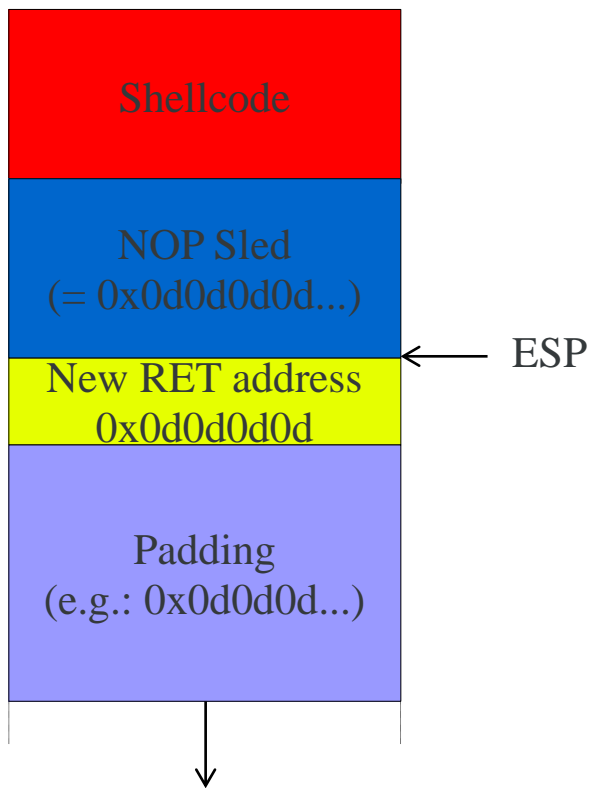 Shellcode
NOP Sled
(= 0x0d0d0d0d...)
ESP
New RET address
0x0d0d0d0d
Padding
(e.g.: 0x0d0d0d...)